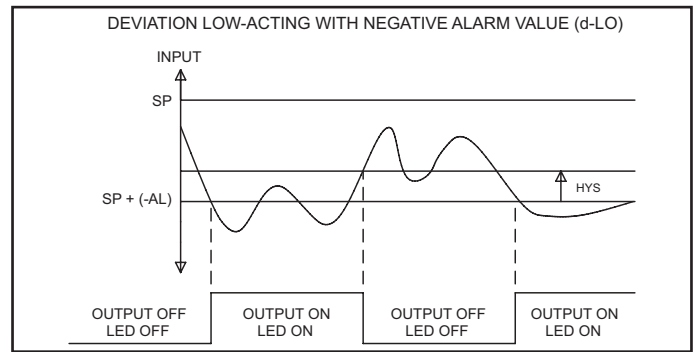 DEVIATION LOW-ACTING WITH NEGATIVE ALARM VALUE (d-LO)
INPUT
SP
HYS
SP + (-AL)
OUTPUT OFF OUTPUT ON OUTPUT OFF OUTPUT ON
LED OFF LED ON LED OFF LED ON